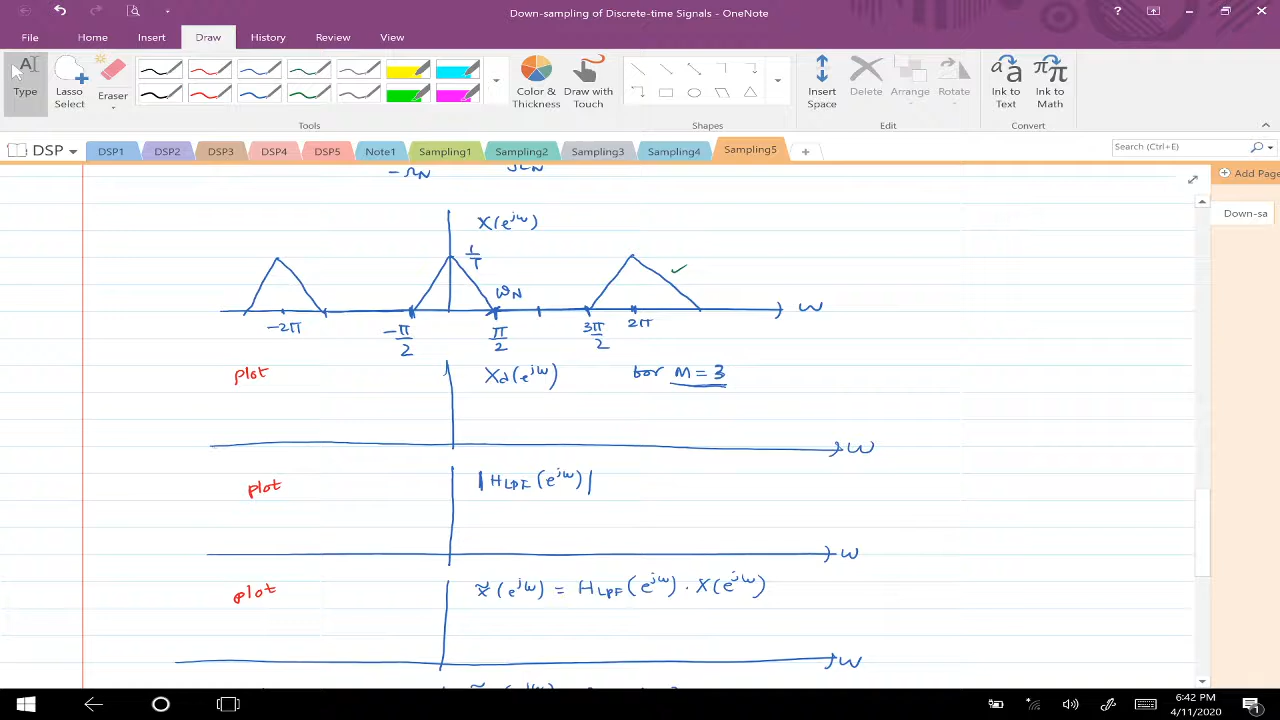 Down-sampling of Discrete-time Signals - OneNote
File Home Insert Draw History Review View
Type Lasso Select Eraser Color & Thickness Draw with Touch Insert Space Delete Arrange Rotate Ink to Text Ink to Math
Tools Shapes Edit Convert
DSP DSP1 DSP2 DSP3 DSP4 DSP5 Note1 Sampling1 Sampling2 Sampling3 Sampling4 Sampling5 Search (Ctrl+E)
Add Page
Down-sa
-Ω_N Ω_N
X(e^{jω})
1/T
ω_N
ω
-2π -π/2 π/2 3π/2 2π
plot X_d(e^{jω}) for M = 3
ω
plot |H_LPF(e^{jω})|
ω
plot x̃(e^{jω}) = H_LPF(e^{jω}) · X(e^{jω})
ω
6:42 PM
4/11/2020